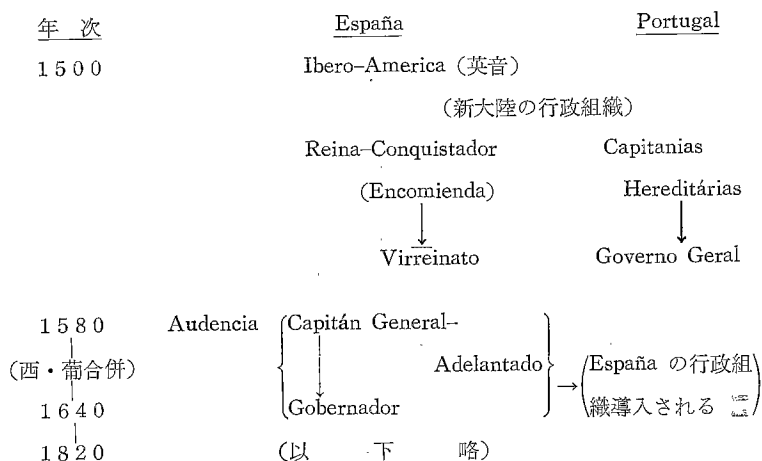 年 次 España Portugal
1500 Ibero-America (英音)
(新大陸の行政組織)
Reina-Conquistador Capitanias
(Encomienda) Hereditárias
↓ ↓
Virreinato Governo Geral
1580 Audencia {Capitán General-
(西・葡合併) ↓ Adelantado} → (España の行政組
1640 {Gobernador 織導入される)
1820 (以 下 略)